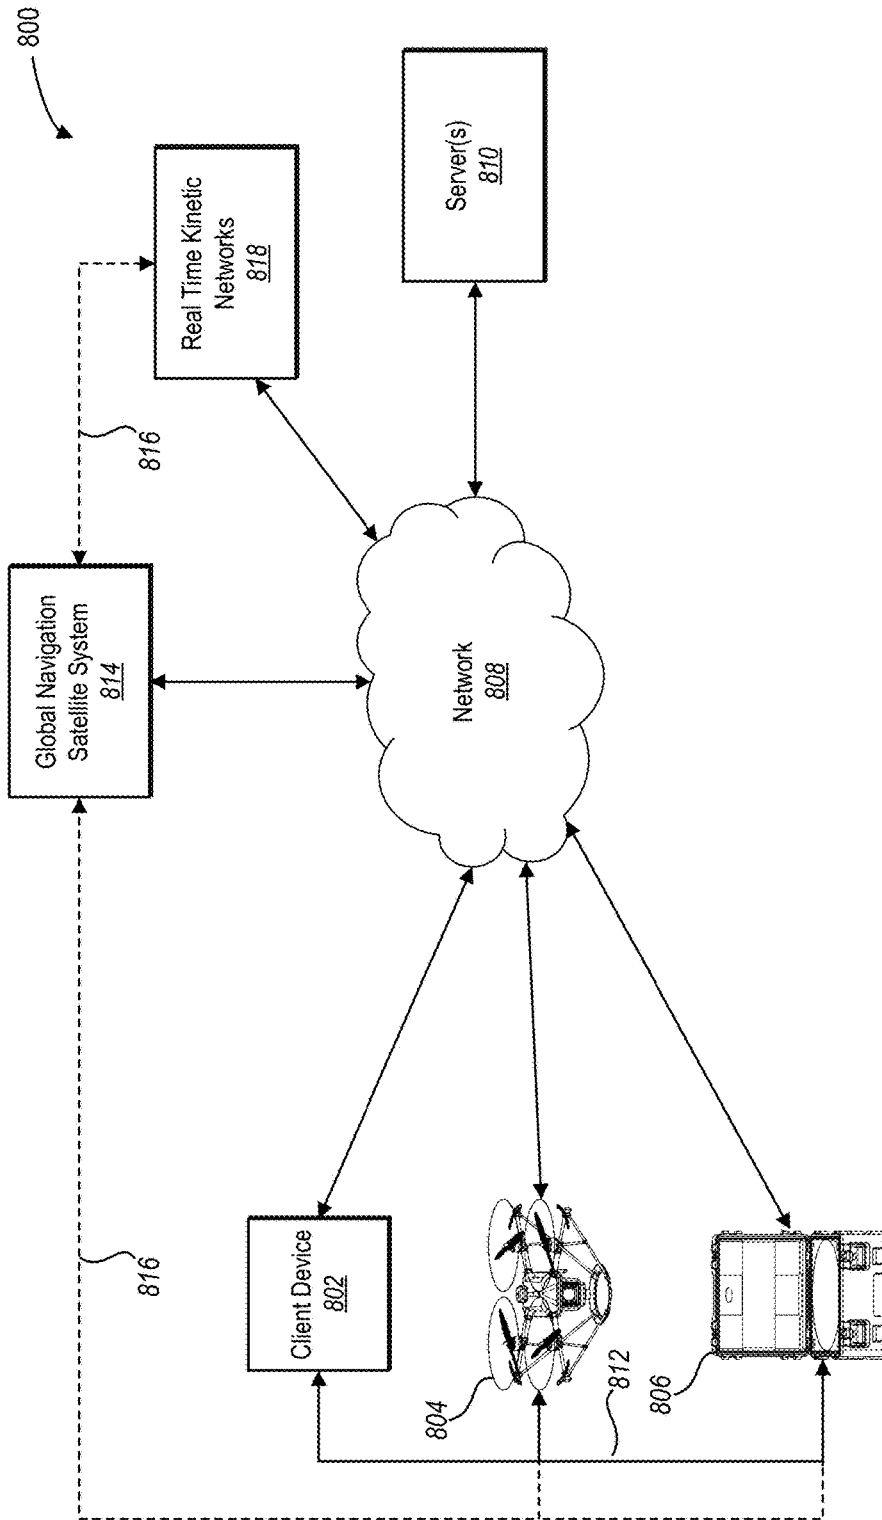 800
Global Navigation
Satellite System
814
816
816
Real Time Kinetic
Networks
818
Client Device
802
Network
808
Server(s)
810
804
812
806